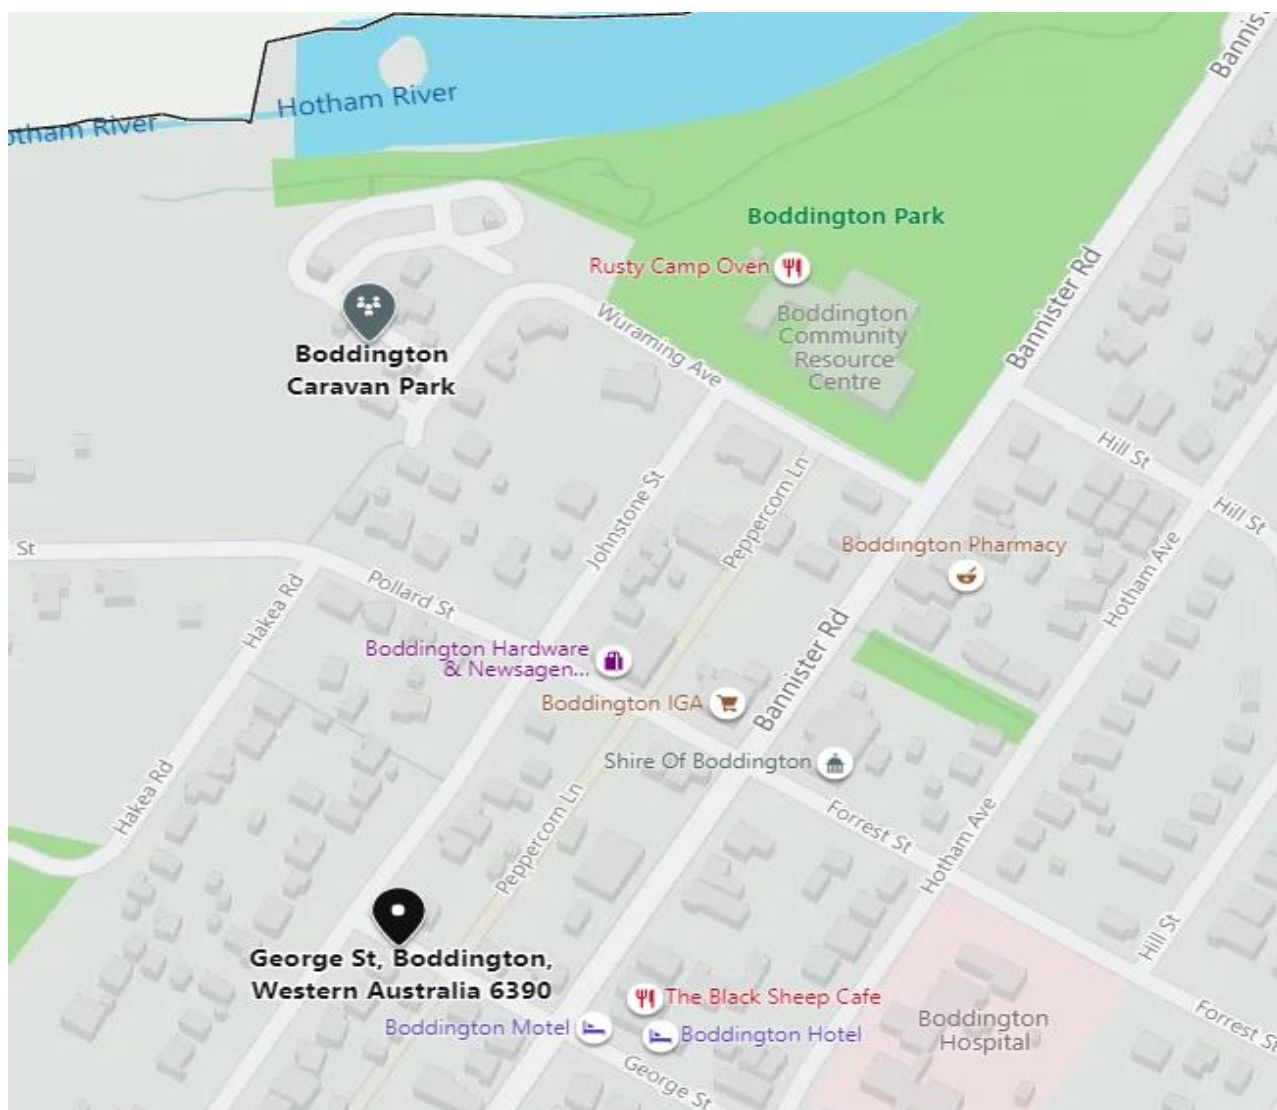 Bannis
Hotham River
otham River
Boddington Park
Rusty Camp Oven
Bannister Rd
Boddington
Community
Resource
Centre
Wuraming Ave
Boddington
Caravan Park
Hill St
Hill St
Johnstone St
Peppercorn Ln
St
Boddington Pharmacy
Hotham Ave
Pollard St
Hakea Rd
Boddington Hardware
& Newsagen...
Bannister Rd
Boddington IGA
Shire Of Boddington
Hakea Rd
Peppercorn Ln
Forrest St
Hotham Ave
Hill St
George St, Boddington,
Western Australia 6390
The Black Sheep Cafe
Boddington Motel
Boddington Hotel
Boddington
Hospital
Forrest St
George St